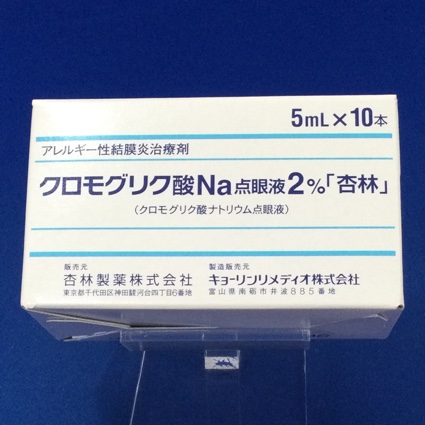 5mL×10本
アレルギー性結膜炎治療剤
クロモグリク酸Na点眼液2%「杏林」
(クロモグリク酸ナトリウム点眼液)
販売元
杏林製薬株式会社
東京都千代田区神田駿河台四丁目6番地
製造販売元
キョーリンリメディオ株式会社
富山県南砺市井波885番地